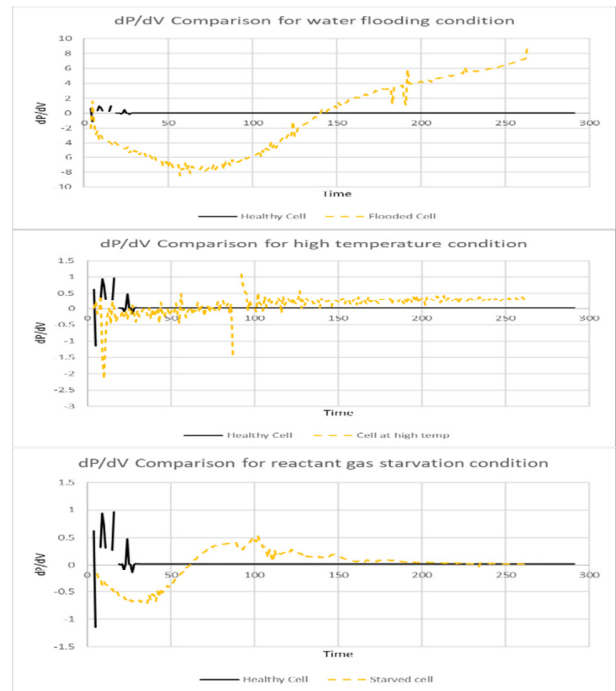 dP/dV Comparison for water flooding condition
10
8
6
4
2
0
-2
-4
-6
-8
10
0 50 100 150 200 250 300
dP/dV
Time
Healthy Cell Flooded Cell
dP/dV Comparison for high temperature condition
1.5
1
0.5
0
-0.5
-1
-1.5
-2
-2.5
-3
0 50 100 150 200 250 300
dP/dV
Time
Healthy Cell Cell at high temp
dP/dV Comparison for reactant gas starvation condition
1.5
1
0.5
0
-0.5
-1
-1.5
0 50 100 150 200 250 300
dP/dV
Time
Healthy Cell Starved cell